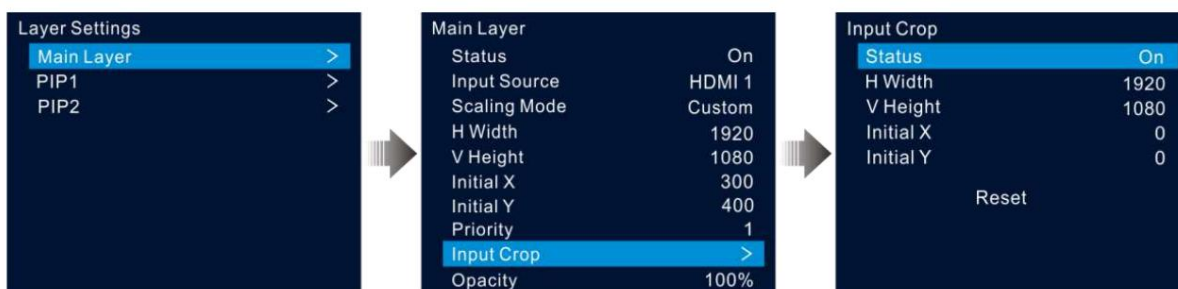 Layer Settings
Main Layer >
PIP1 >
PIP2 >
Main Layer
Status On
Input Source HDMI 1
Scaling Mode Custom
H Width 1920
V Height 1080
Initial X 300
Initial Y 400
Priority 1
Input Crop >
Opacity 100%
Input Crop
Status On
H Width 1920
V Height 1080
Initial X 0
Initial Y 0
Reset